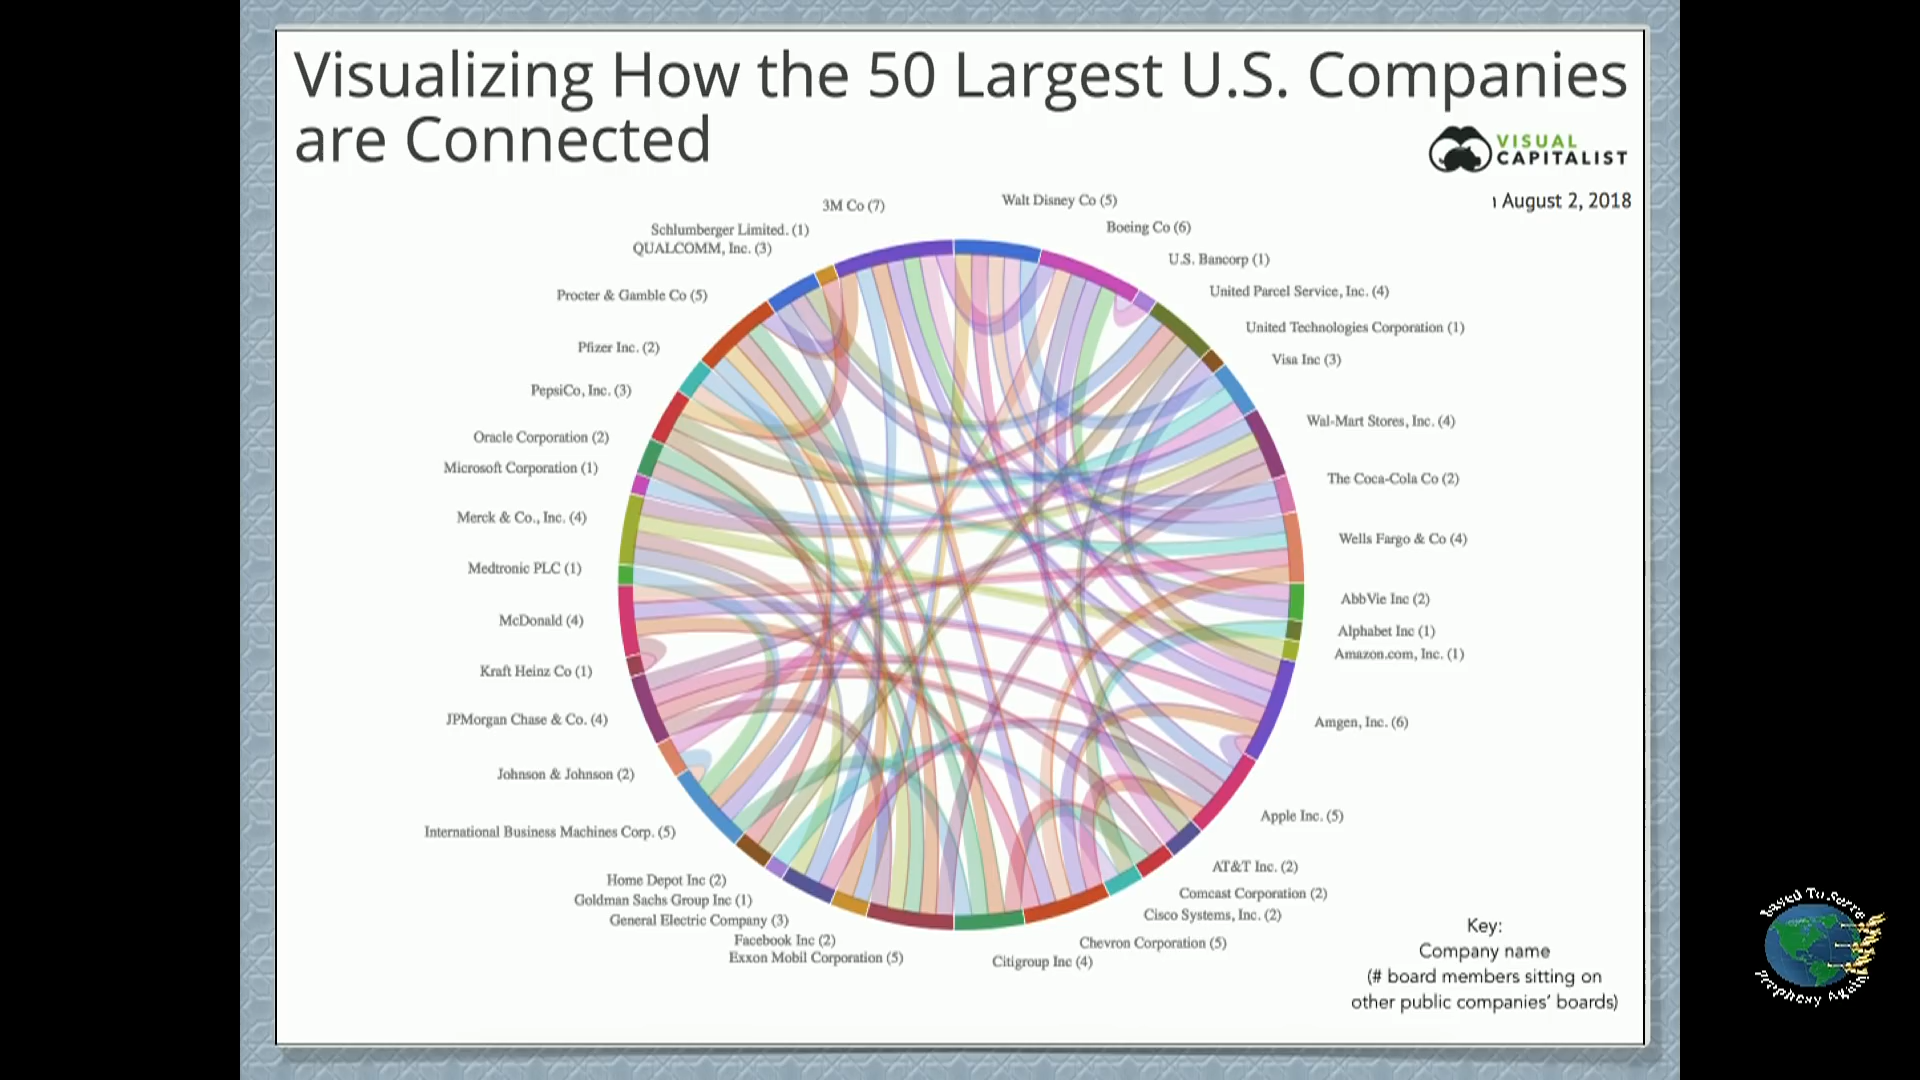 Visualizing How the 50 Largest U.S. Companies
are Connected
VISUAL
CAPITALIST
August 2, 2018
3M Co (7)
Walt Disney Co (5)
Schlumberger Limited. (1)
Boeing Co (6)
QUALCOMM, Inc. (3)
U.S. Bancorp (1)
Procter & Gamble Co (5)
United Parcel Service, Inc. (4)
United Technologies Corporation (1)
Pfizer Inc. (2)
Visa Inc (3)
PepsiCo, Inc. (3)
Wal-Mart Stores, Inc. (4)
Oracle Corporation (2)
Microsoft Corporation (1)
The Coca-Cola Co (2)
Merck & Co., Inc. (4)
Wells Fargo & Co (4)
Medtronic PLC (1)
AbbVie Inc (2)
McDonald (4)
Alphabet Inc (1)
Amazon.com, Inc. (1)
Kraft Heinz Co (1)
JPMorgan Chase & Co. (4)
Amgen, Inc. (6)
Johnson & Johnson (2)
Apple Inc. (5)
International Business Machines Corp. (5)
AT&T Inc. (2)
Home Depot Inc (2)
Comcast Corporation (2)
Goldman Sachs Group Inc (1)
Cisco Systems, Inc. (2)
General Electric Company (3)
Facebook Inc (2)
Chevron Corporation (5)
Exxon Mobil Corporation (5)
Citigroup Inc (4)
Key:
Company name
(# board members sitting on
other public companies' boards)
To Serve
Prophecy Again